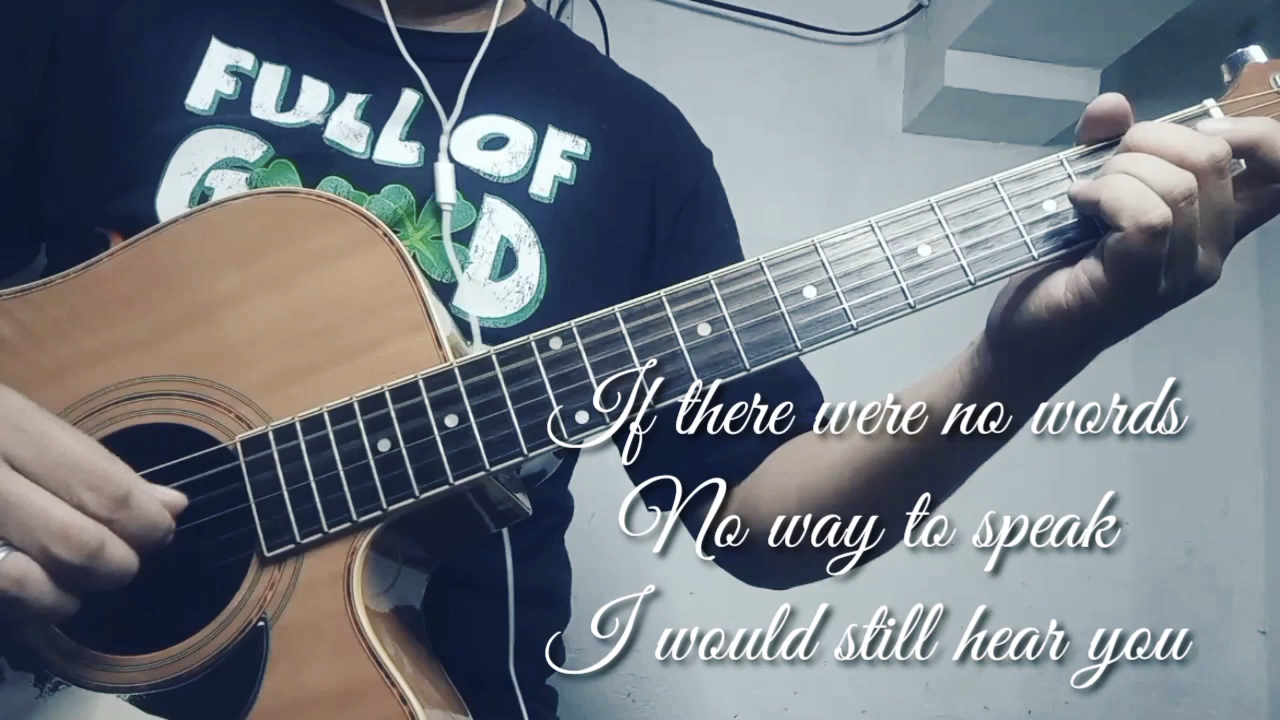 FULL OF
G D
If there were no words
No way to speak
I would still hear you